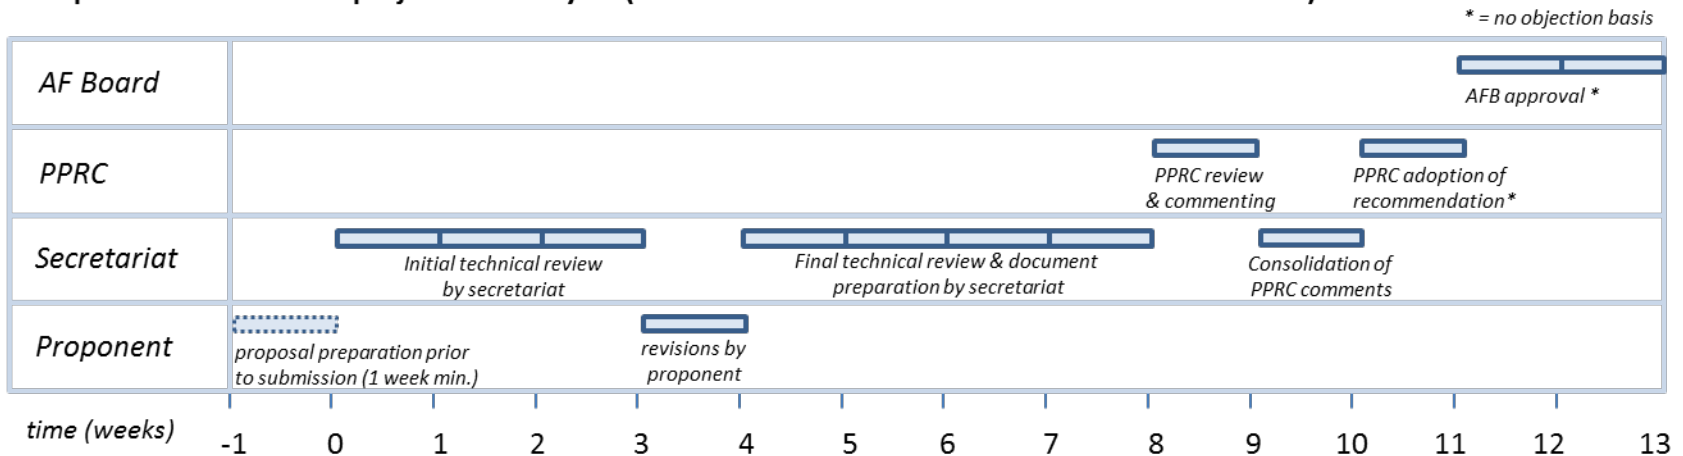 * = no objection basis
AF Board
AFB approval *
PPRC
PPRC review
& commenting
PPRC adoption of
recommendation*
Secretariat
Initial technical review
by secretariat
Final technical review & document
preparation by secretariat
Consolidation of
PPRC comments
Proponent
proposal preparation prior
to submission (1 week min.)
revisions by
proponent
time (weeks)
-1 0 1 2 3 4 5 6 7 8 9 10 11 12 13